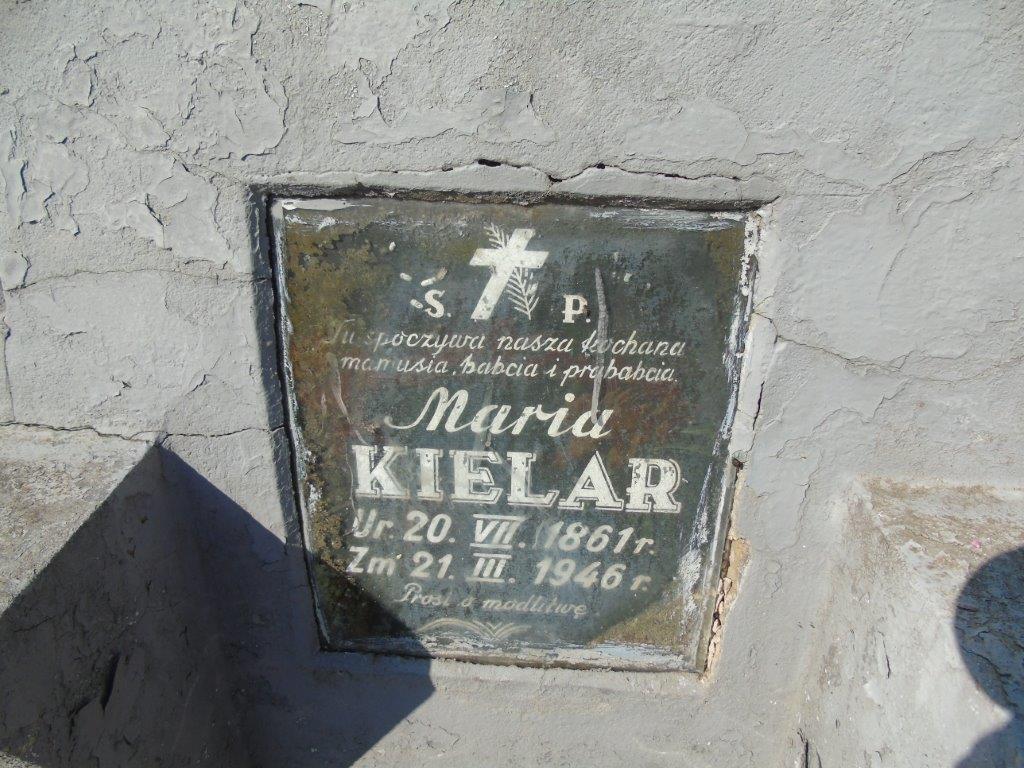 Ś. P.
Tu spoczywa nasza kochana
mamusia, babcia i prababcia.
Maria
KIELAR
Ur. 20. VII. 1861 r.
Zm. 21. III. 1946 r.
Prosi o modlitwę